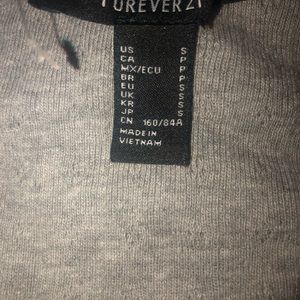 FOREVER 21
US S
CA P
MX/ECU P
BR P
EU S
UK S
KR S
JP S
CN 160/84A
MADE IN
VIETNAM